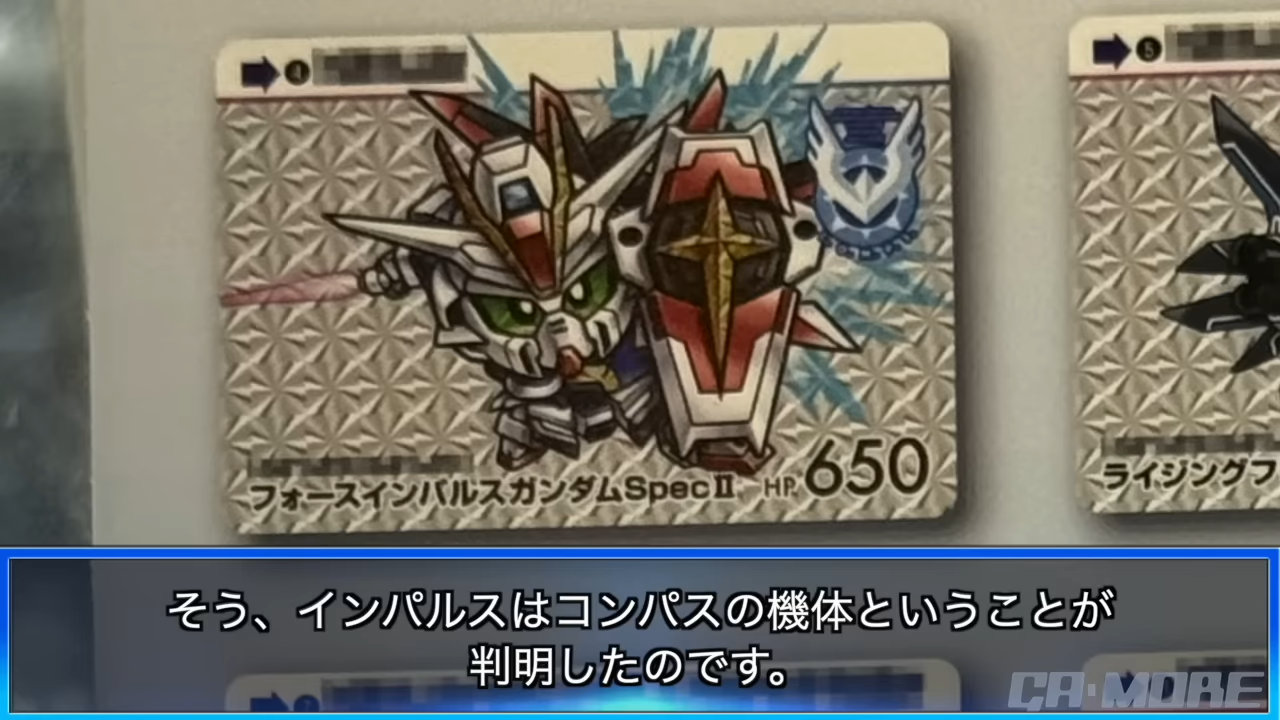 4
5
フォースインパルスガンダムSpecⅡ HP. 650
ライジングフ
そう、インパルスはコンパスの機体ということが
判明したのです。
GA・MORE